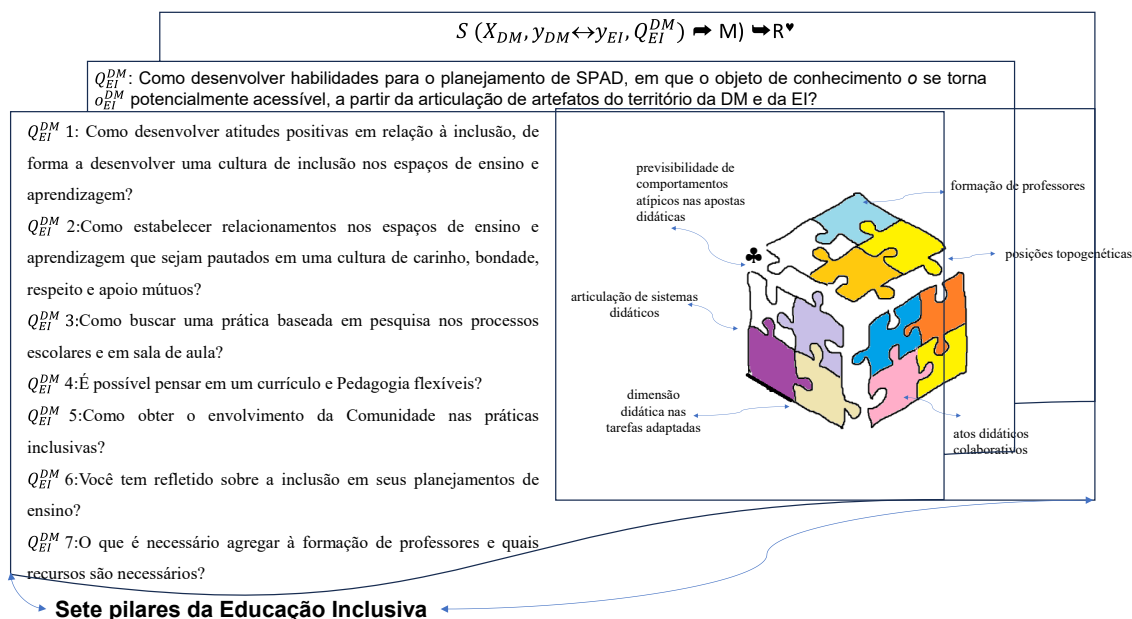 S (X_DM, y_DM↔y_EI, Q_EI^DM) ➡ M) ➥R♥
Q_EI^DM: Como desenvolver habilidades para o planejamento de SPAD, em que o objeto de conhecimento o se torna
o_EI^DM potencialmente acessível, a partir da articulação de artefatos do território da DM e da EI?
Q_EI^DM 1: Como desenvolver atitudes positivas em relação à inclusão, de
forma a desenvolver uma cultura de inclusão nos espaços de ensino e
aprendizagem?
Q_EI^DM 2:Como estabelecer relacionamentos nos espaços de ensino e
aprendizagem que sejam pautados em uma cultura de carinho, bondade,
respeito e apoio mútuos?
Q_EI^DM 3:Como buscar uma prática baseada em pesquisa nos processos
escolares e em sala de aula?
Q_EI^DM 4:É possível pensar em um currículo e Pedagogia flexíveis?
Q_EI^DM 5:Como obter o envolvimento da Comunidade nas práticas
inclusivas?
Q_EI^DM 6:Você tem refletido sobre a inclusão em seus planejamentos de
ensino?
Q_EI^DM 7:O que é necessário agregar à formação de professores e quais
recursos são necessários?
previsibilidade de
comportamentos
atípicos nas apostas
didáticas
formação de professores
♣
posições topogenéticas
articulação de sistemas
didáticos
dimensão
didática nas
tarefas adaptadas
atos didáticos
colaborativos
Sete pilares da Educação Inclusiva